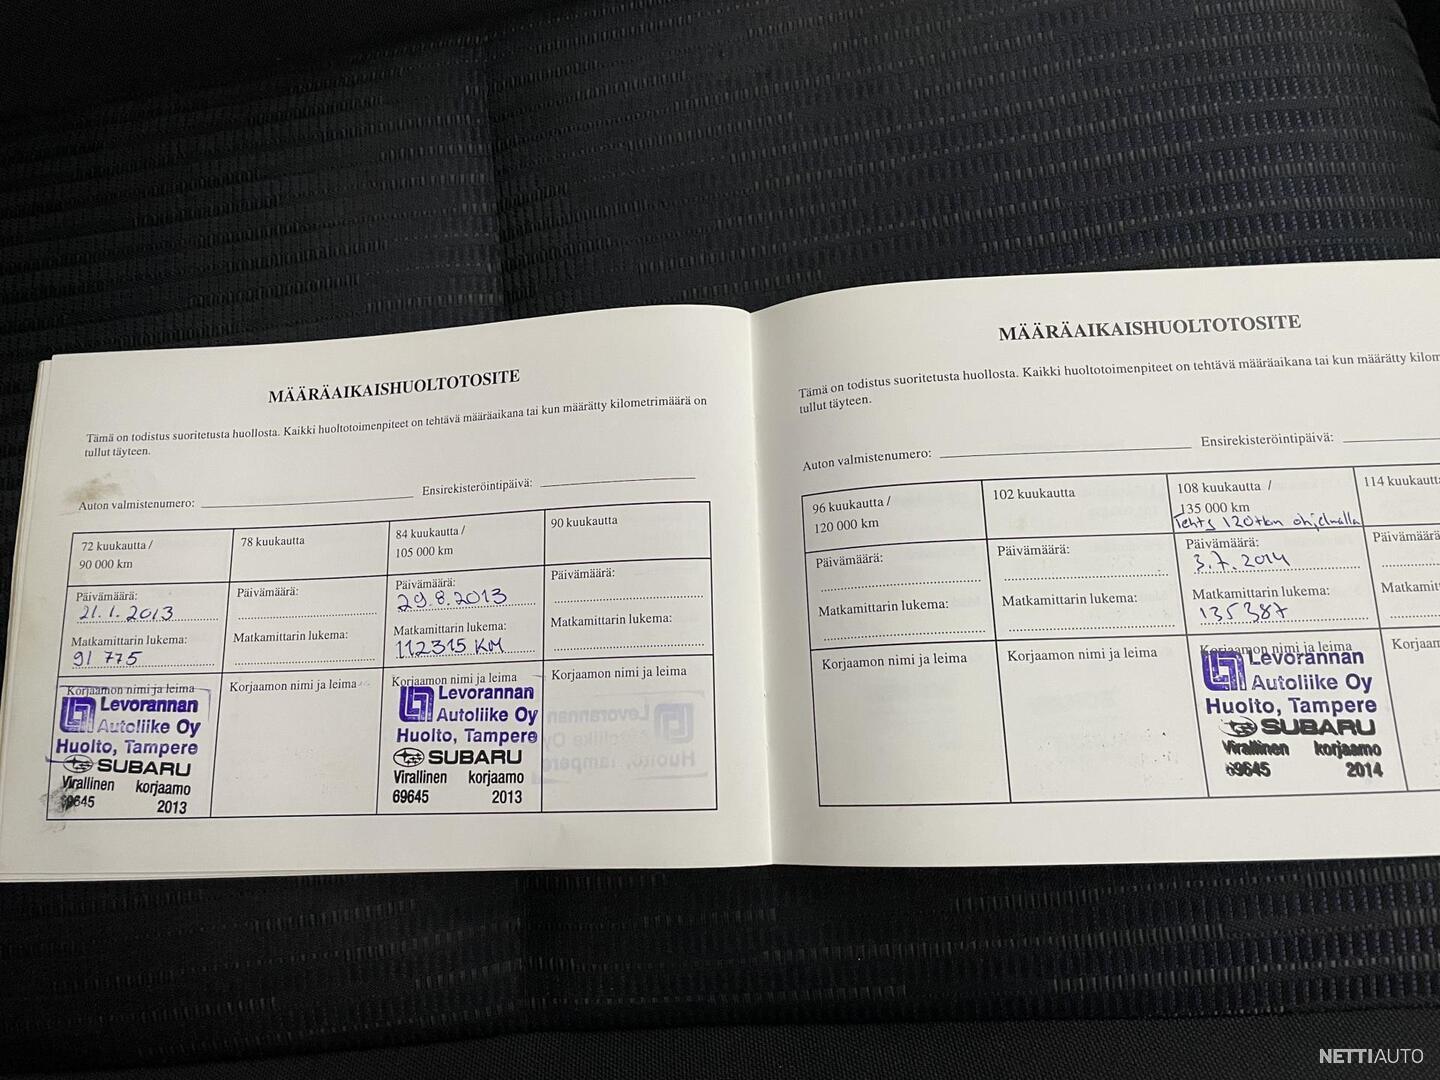 MÄÄRÄAIKAISHUOLTOTOSITE
Tämä on todistus suoritetusta huollosta. Kaikki huoltotoimenpiteet on tehtävä määräaikana tai kun määrätty kilometrimäärä on
tullut täyteen.
Auton valmistenumero:
Ensirekisteröintipäivä:
72 kuukautta /
90 000 km
Päivämäärä:
21.1.2013
Matkamittarin lukema:
91 775
Korjaamon nimi ja leima
Levorannan
Autoliike Oy
Huolto, Tampere
SUBARU
Virallinen korjaamo
69645 2013
78 kuukautta
Päivämäärä:
Matkamittarin lukema:
Korjaamon nimi ja leima
84 kuukautta /
105 000 km
Päivämäärä:
29.8.2013
Matkamittarin lukema:
112315 KM
Korjaamon nimi ja leima
Levorannan
Autoliike Oy
Huolto, Tampere
SUBARU
Virallinen korjaamo
69645 2013
90 kuukautta
Päivämäärä:
Matkamittarin lukema:
Korjaamon nimi ja leima
MÄÄRÄAIKAISHUOLTOTOSITE
Tämä on todistus suoritetusta huollosta. Kaikki huoltotoimenpiteet on tehtävä määräaikana tai kun määrätty kilom
tullut täyteen.
Auton valmistenumero:
Ensirekisteröintipäivä:
96 kuukautta /
120 000 km
Päivämäärä:
Matkamittarin lukema:
Korjaamon nimi ja leima
102 kuukautta
Päivämäärä:
Matkamittarin lukema:
Korjaamon nimi ja leima
108 kuukautta /
135 000 km
Tehty 120tkm ohjelmalla
Päivämäärä:
3.7.2014
Matkamittarin lukema:
135387
Korjaamon nimi ja leima
Levorannan
Autoliike Oy
Huolto, Tampere
SUBARU
Virallinen korjaamo
69645 2014
114 kuukautta
Päivämäärä
Matkamitta
Korjaam
NETTIAUTO